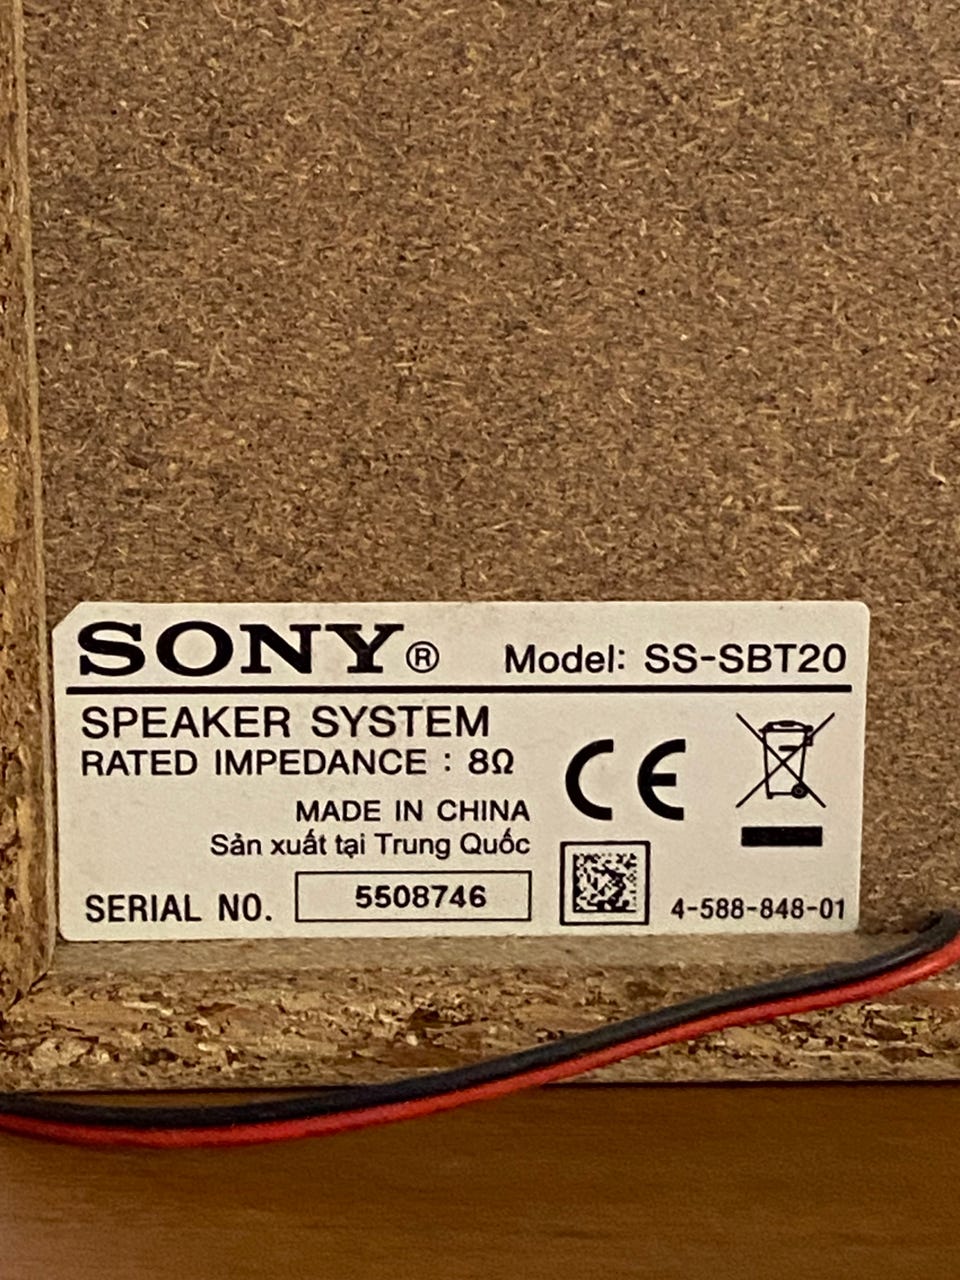 SONY® Model: SS-SBT20
SPEAKER SYSTEM
RATED IMPEDANCE : 8Ω
MADE IN CHINA
Sản xuất tại Trung Quốc
CE
SERIAL NO. 5508746
4-588-848-01